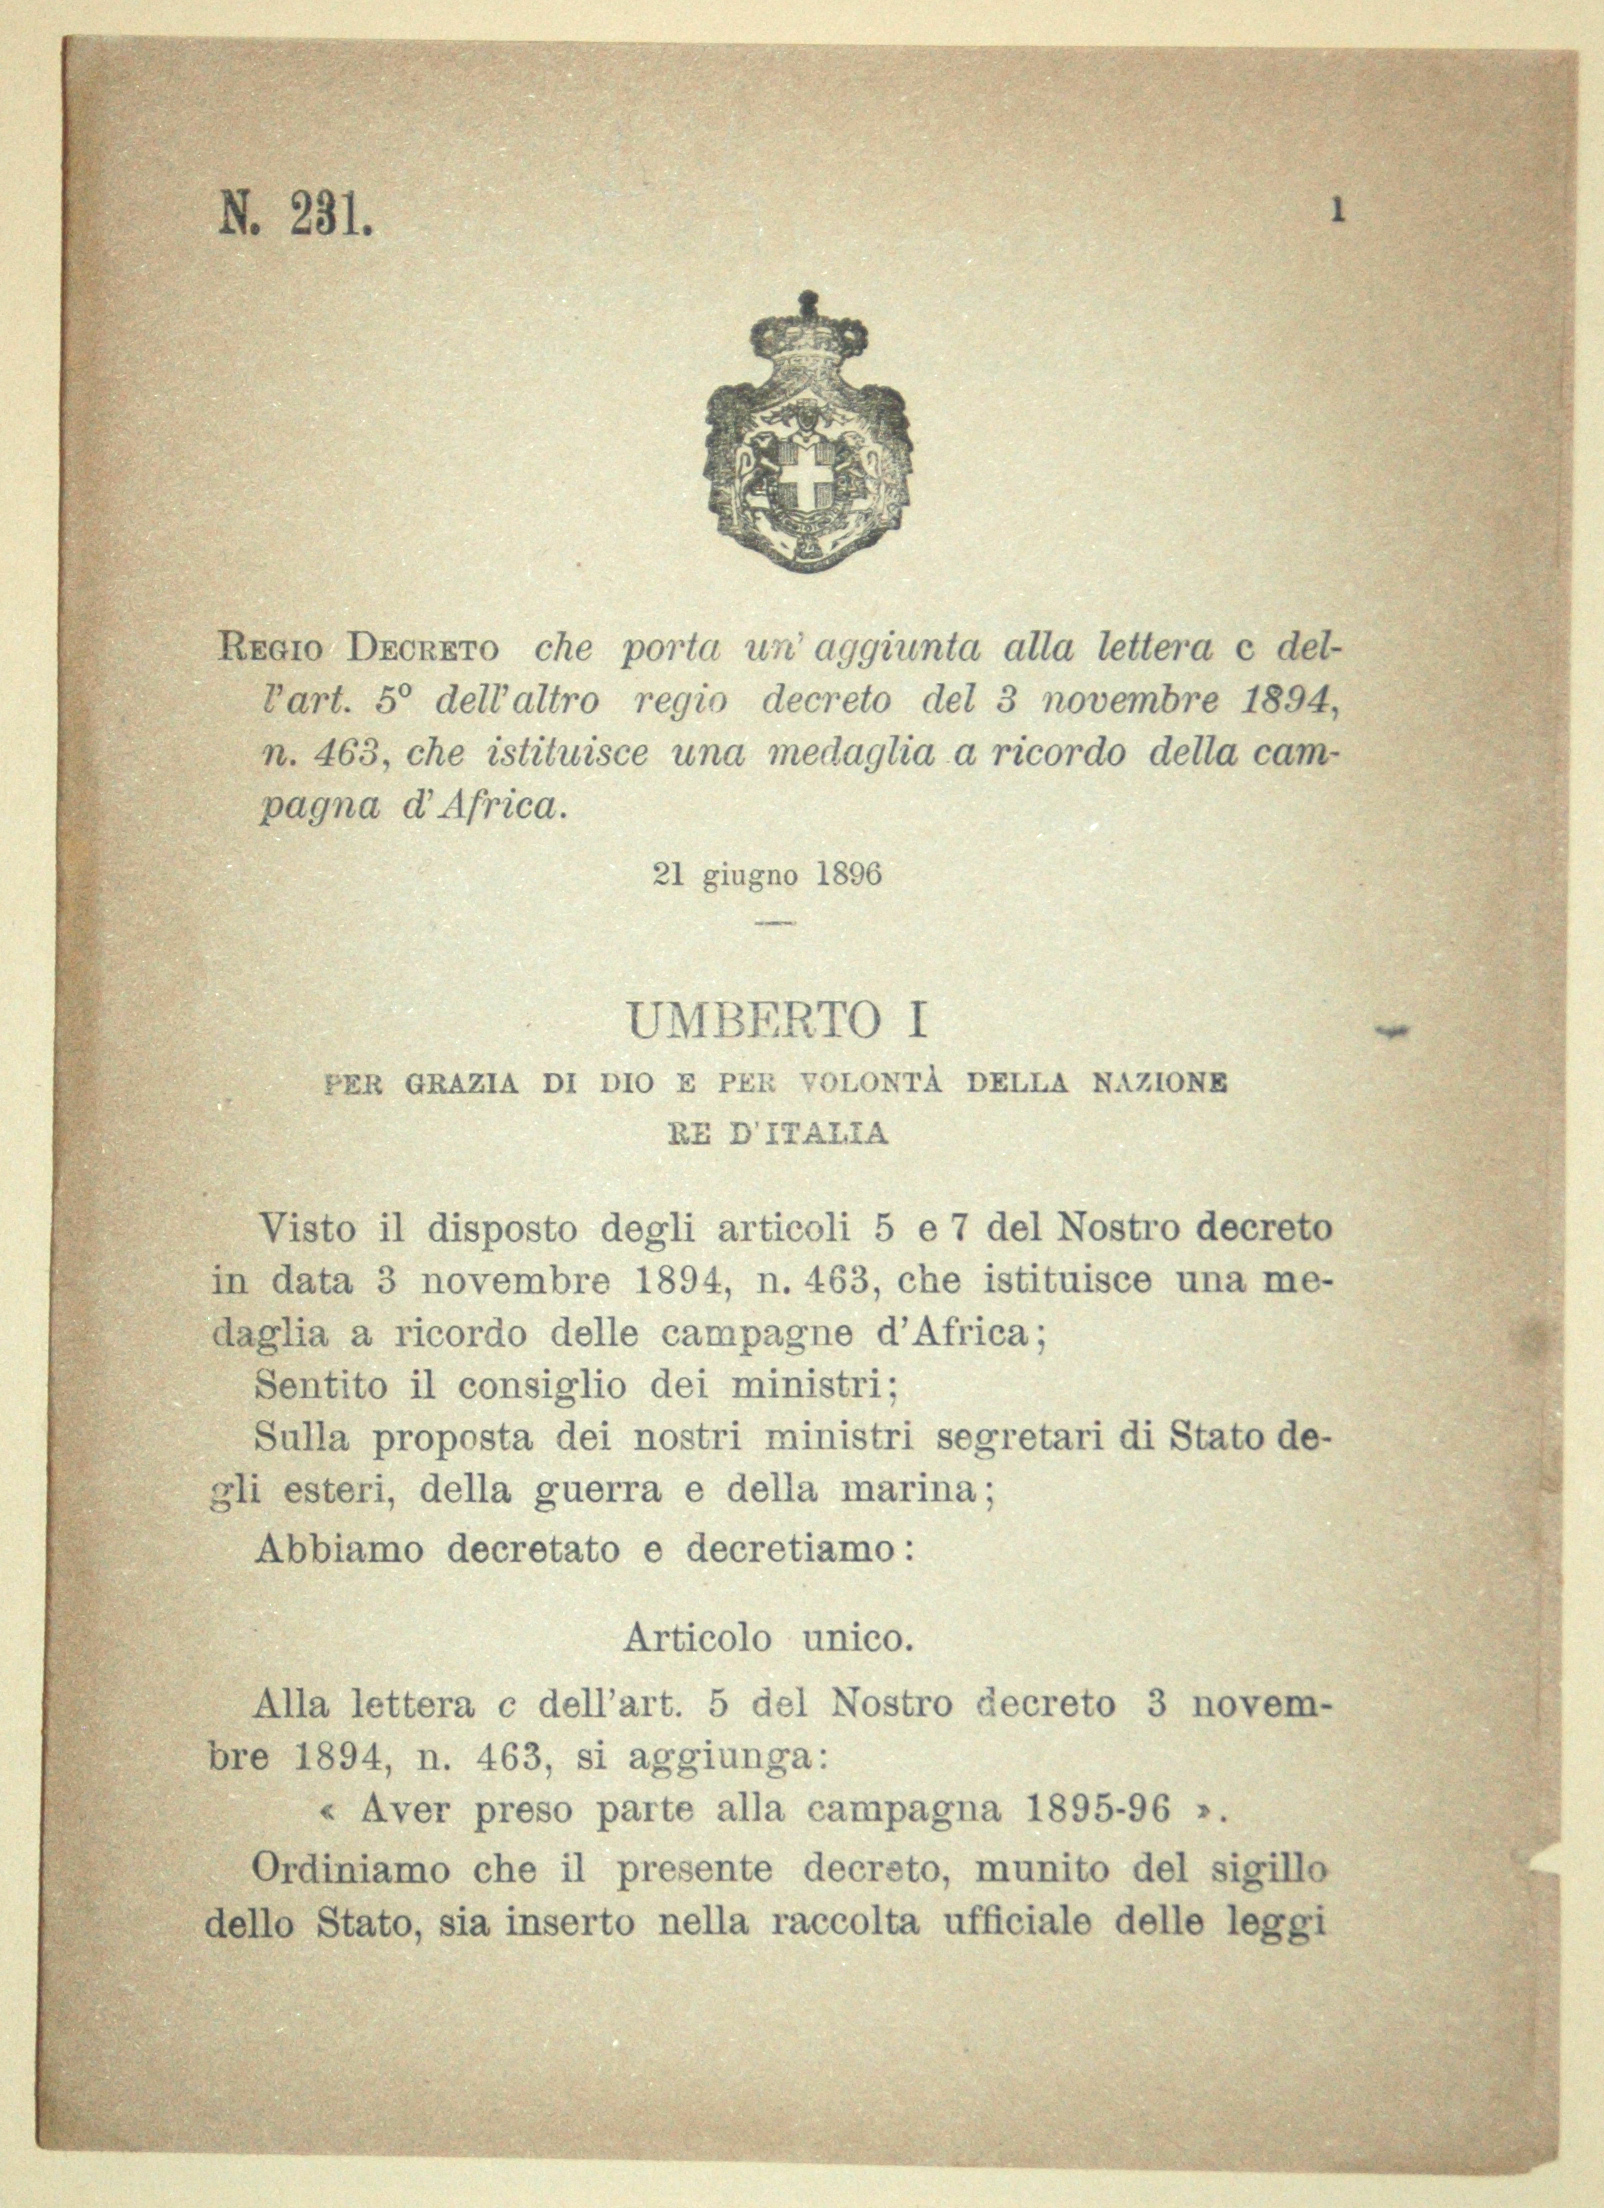 N. 231.
1
REGIO DECRETO che porta un' aggiunta alla lettera c del-
l'art. 5º dell'altro regio decreto del 3 novembre 1894,
n. 463, che istituisce una medaglia a ricordo della cam-
pagna d'Africa.
21 giugno 1896
UMBERTO I
PER GRAZIA DI DIO E PER VOLONTÀ DELLA NAZIONE
RE D'ITALIA
Visto il disposto degli articoli 5 e 7 del Nostro decreto
in data 3 novembre 1894, n. 463, che istituisce una me-
daglia a ricordo delle campagne d'Africa;
Sentito il consiglio dei ministri;
Sulla proposta dei nostri ministri segretari di Stato de-
gli esteri, della guerra e della marina;
Abbiamo decretato e decretiamo:
Articolo unico.
Alla lettera c dell'art. 5 del Nostro decreto 3 novem-
bre 1894, n. 463, si aggiunga:
« Aver preso parte alla campagna 1895-96 ».
Ordiniamo che il presente decreto, munito del sigillo
dello Stato, sia inserto nella raccolta ufficiale delle leggi